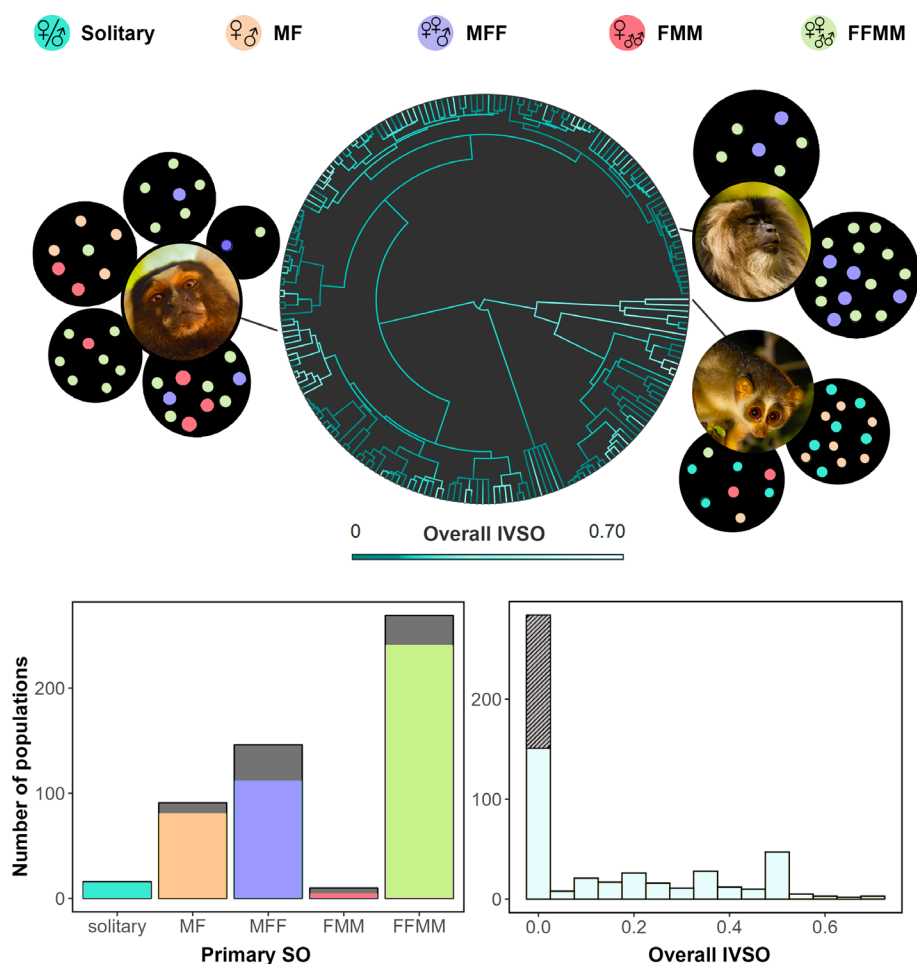 Solitary MF MFF FMM FFMM
0 Overall IVSO 0.70
Number of populations
200
100
0
solitary MF MFF FMM FFMM
Primary SO
200
100
0
0.0 0.2 0.4 0.6
Overall IVSO